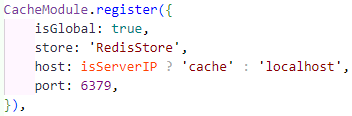 CacheModule.register({
    isGlobal: true,
    store: 'RedisStore',
    host: isServerIP ? 'cache' : 'localhost',
    port: 6379,
}),